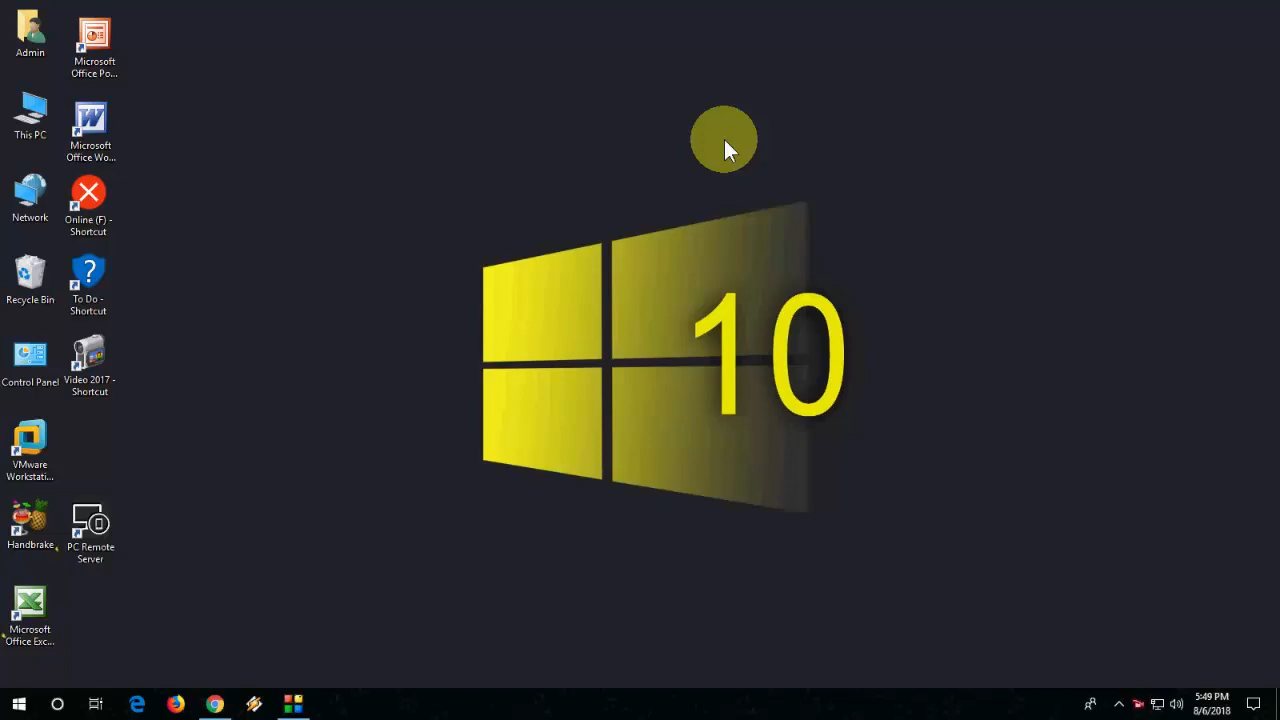 Admin
This PC
Network
Recycle Bin
Control Panel
VMware
Workstati...
Handbrake
Microsoft
Office Exc...
Microsoft
Office Po...
Microsoft
Office Wo...
Online (F) -
Shortcut
To Do -
Shortcut
Video 2017 -
Shortcut
PC Remote
Server
10
5:49 PM
8/6/2018